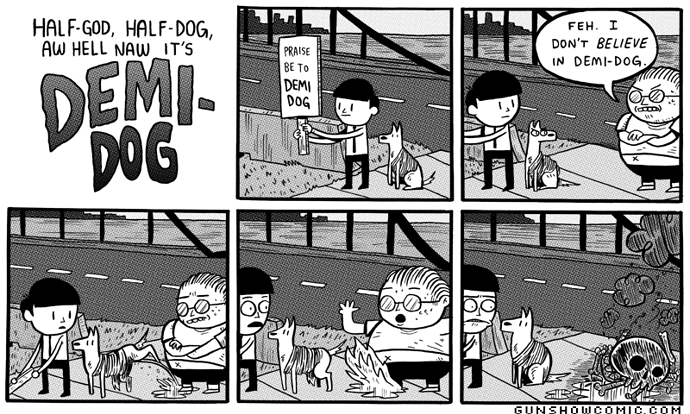 HALF-GOD, HALF-DOG,
AW HELL NAW IT'S
DEMI-
DOG
PRAISE
BE TO
DEMI
DOG
FEH. I
DON'T BELIEVE
IN DEMI-DOG.
GUNSHOWCOMIC.COM